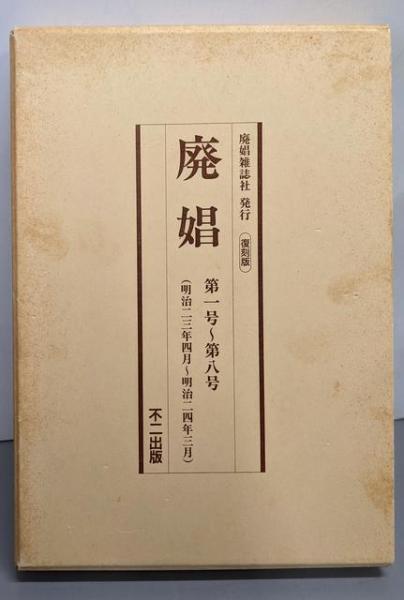 廃娼雑誌社 発行 復刻版
廃娼
第一号～第八号
(明治二三年四月～明治二四年三月)
不二出版